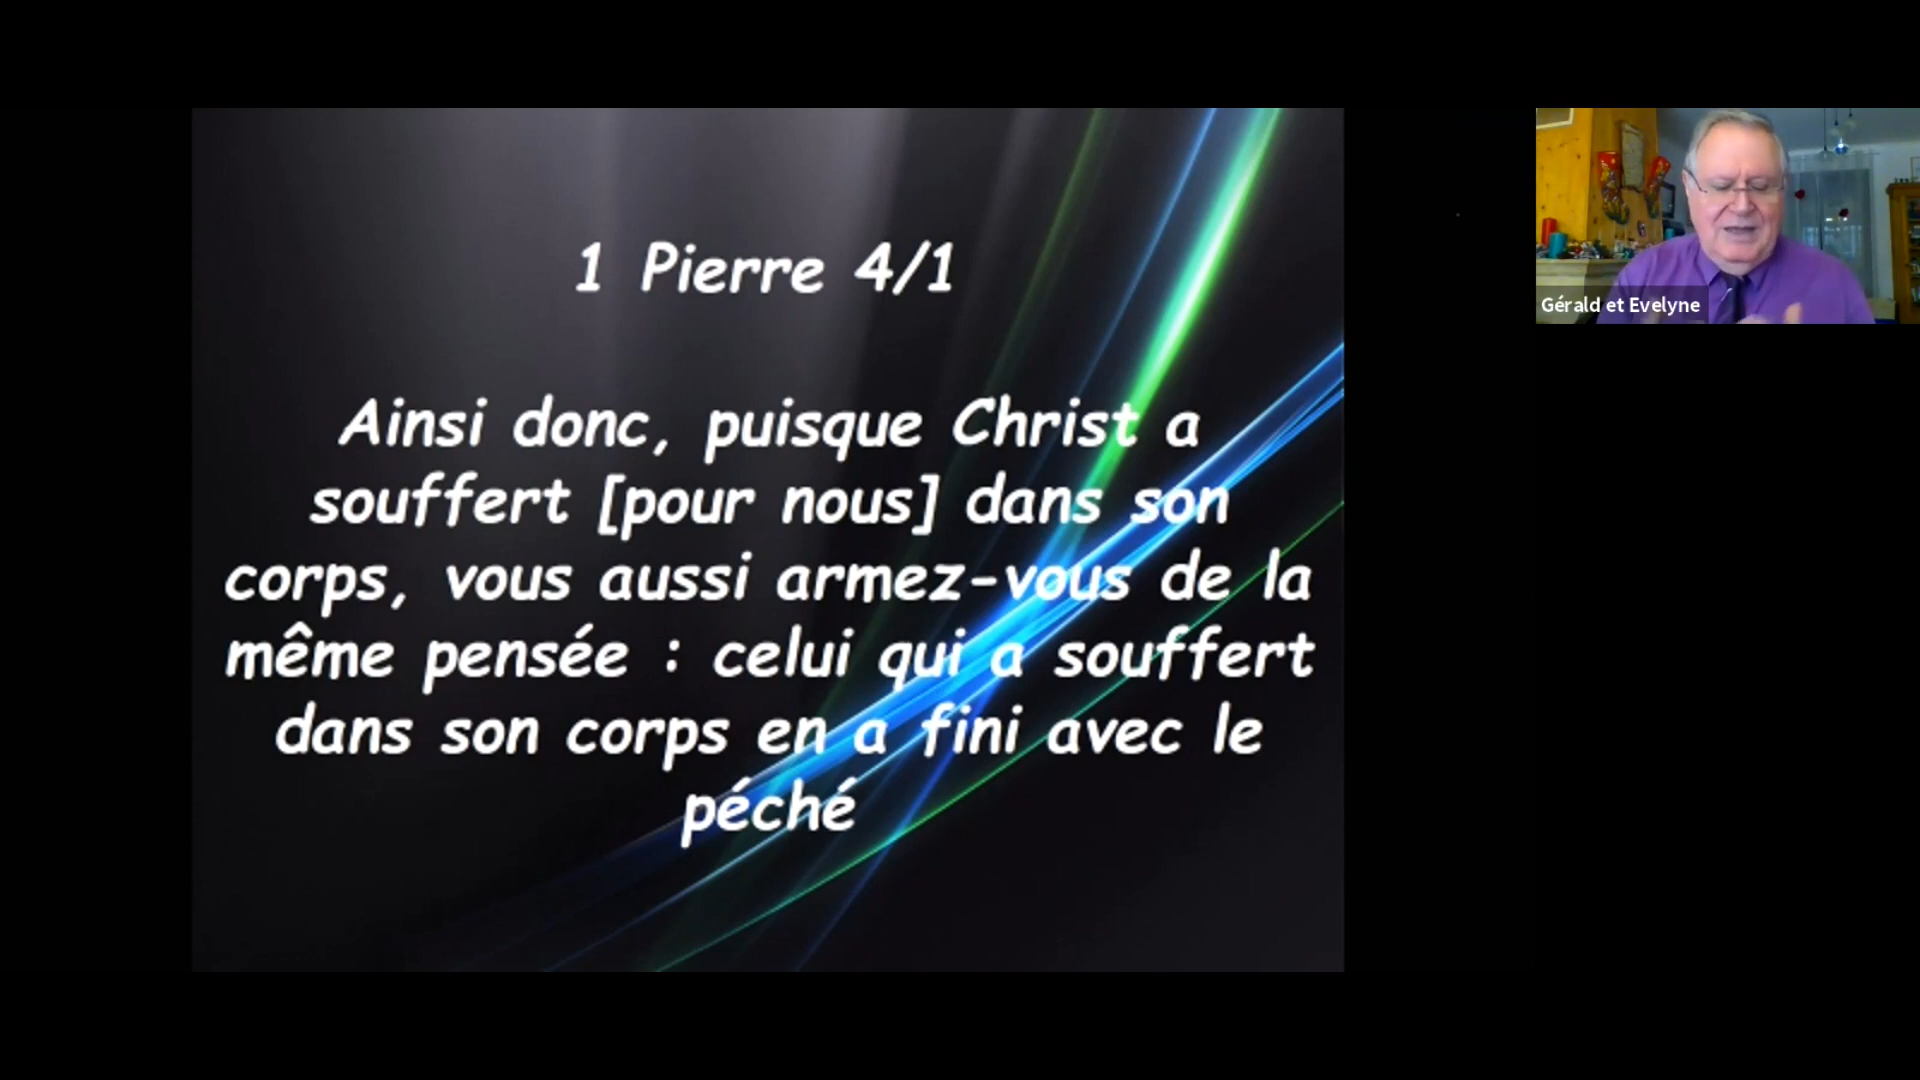 1 Pierre 4/1
Ainsi donc, puisque Christ a
souffert [pour nous] dans son
corps, vous aussi armez-vous de la
même pensée : celui qui a souffert
dans son corps en a fini avec le
péché
Gérald et Evelyne